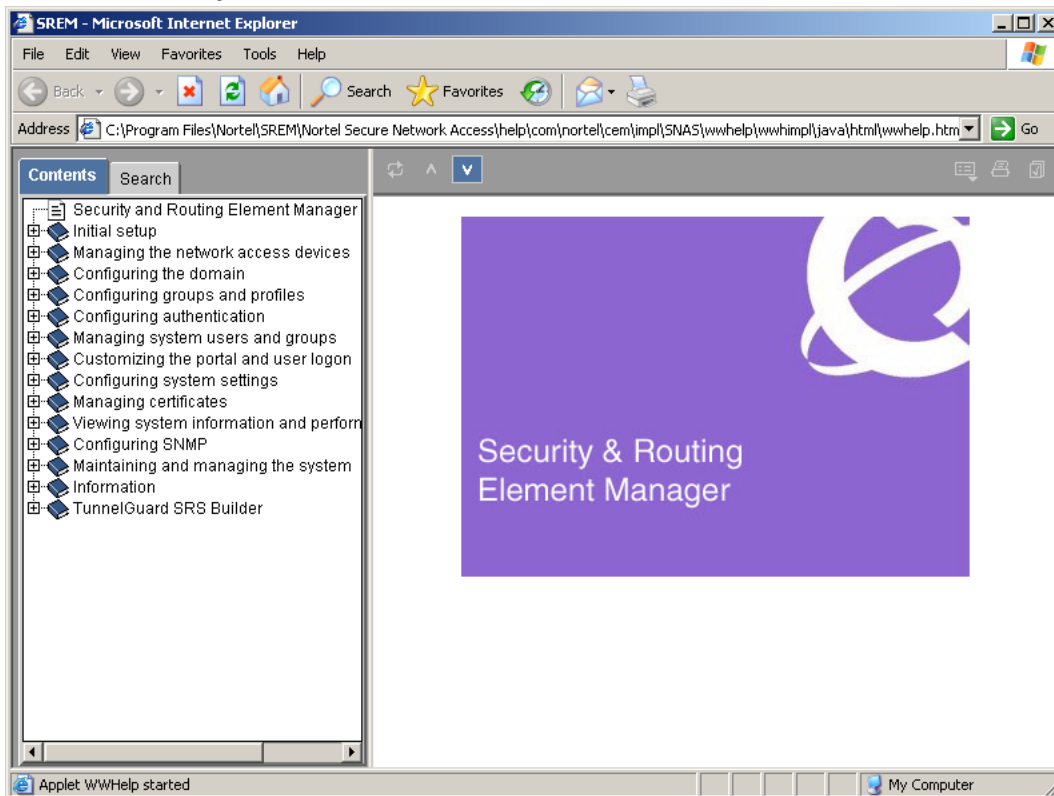 SREM - Microsoft Internet Explorer
File Edit View Favorites Tools Help
Back Search Favorites
Address C:\Program Files\Nortel\SREM\Nortel Secure Network Access\help\com\nortel\cem\impl\SNAS\wwhelp\wwhimpl\java\html\wwhelp.htm Go
Contents Search
Security and Routing Element Manager
Initial setup
Managing the network access devices
Configuring the domain
Configuring groups and profiles
Configuring authentication
Managing system users and groups
Customizing the portal and user logon
Configuring system settings
Managing certificates
Viewing system information and perform
Configuring SNMP
Maintaining and managing the system
Information
TunnelGuard SRS Builder
Security & Routing
Element Manager
Applet WWHelp started My Computer